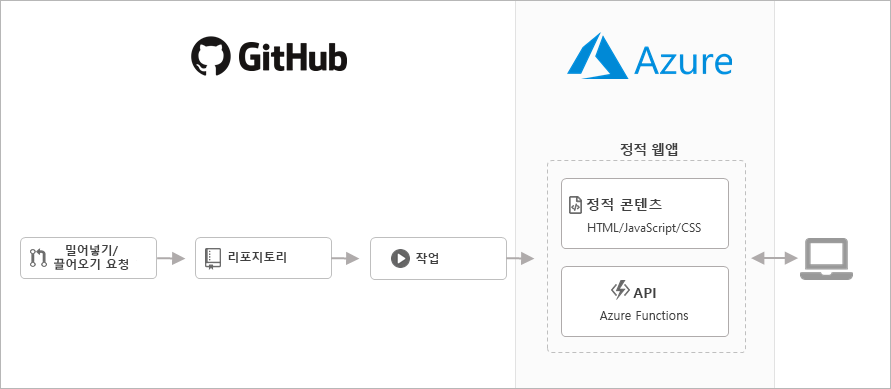 GitHub
Azure
정적 웹앱
밀어넣기/
끌어오기 요청
리포지토리
작업
정적 콘텐츠
HTML/JavaScript/CSS
API
Azure Functions